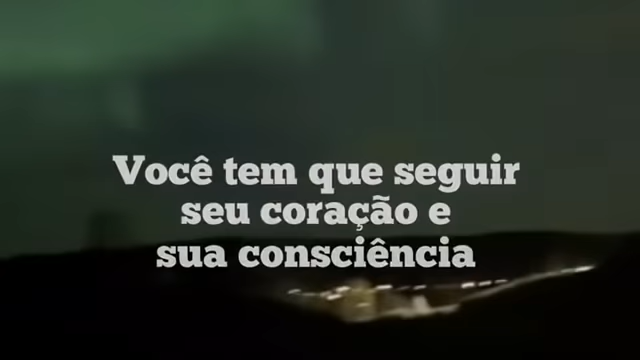 Você tem que seguir
seu coração e
sua consciência